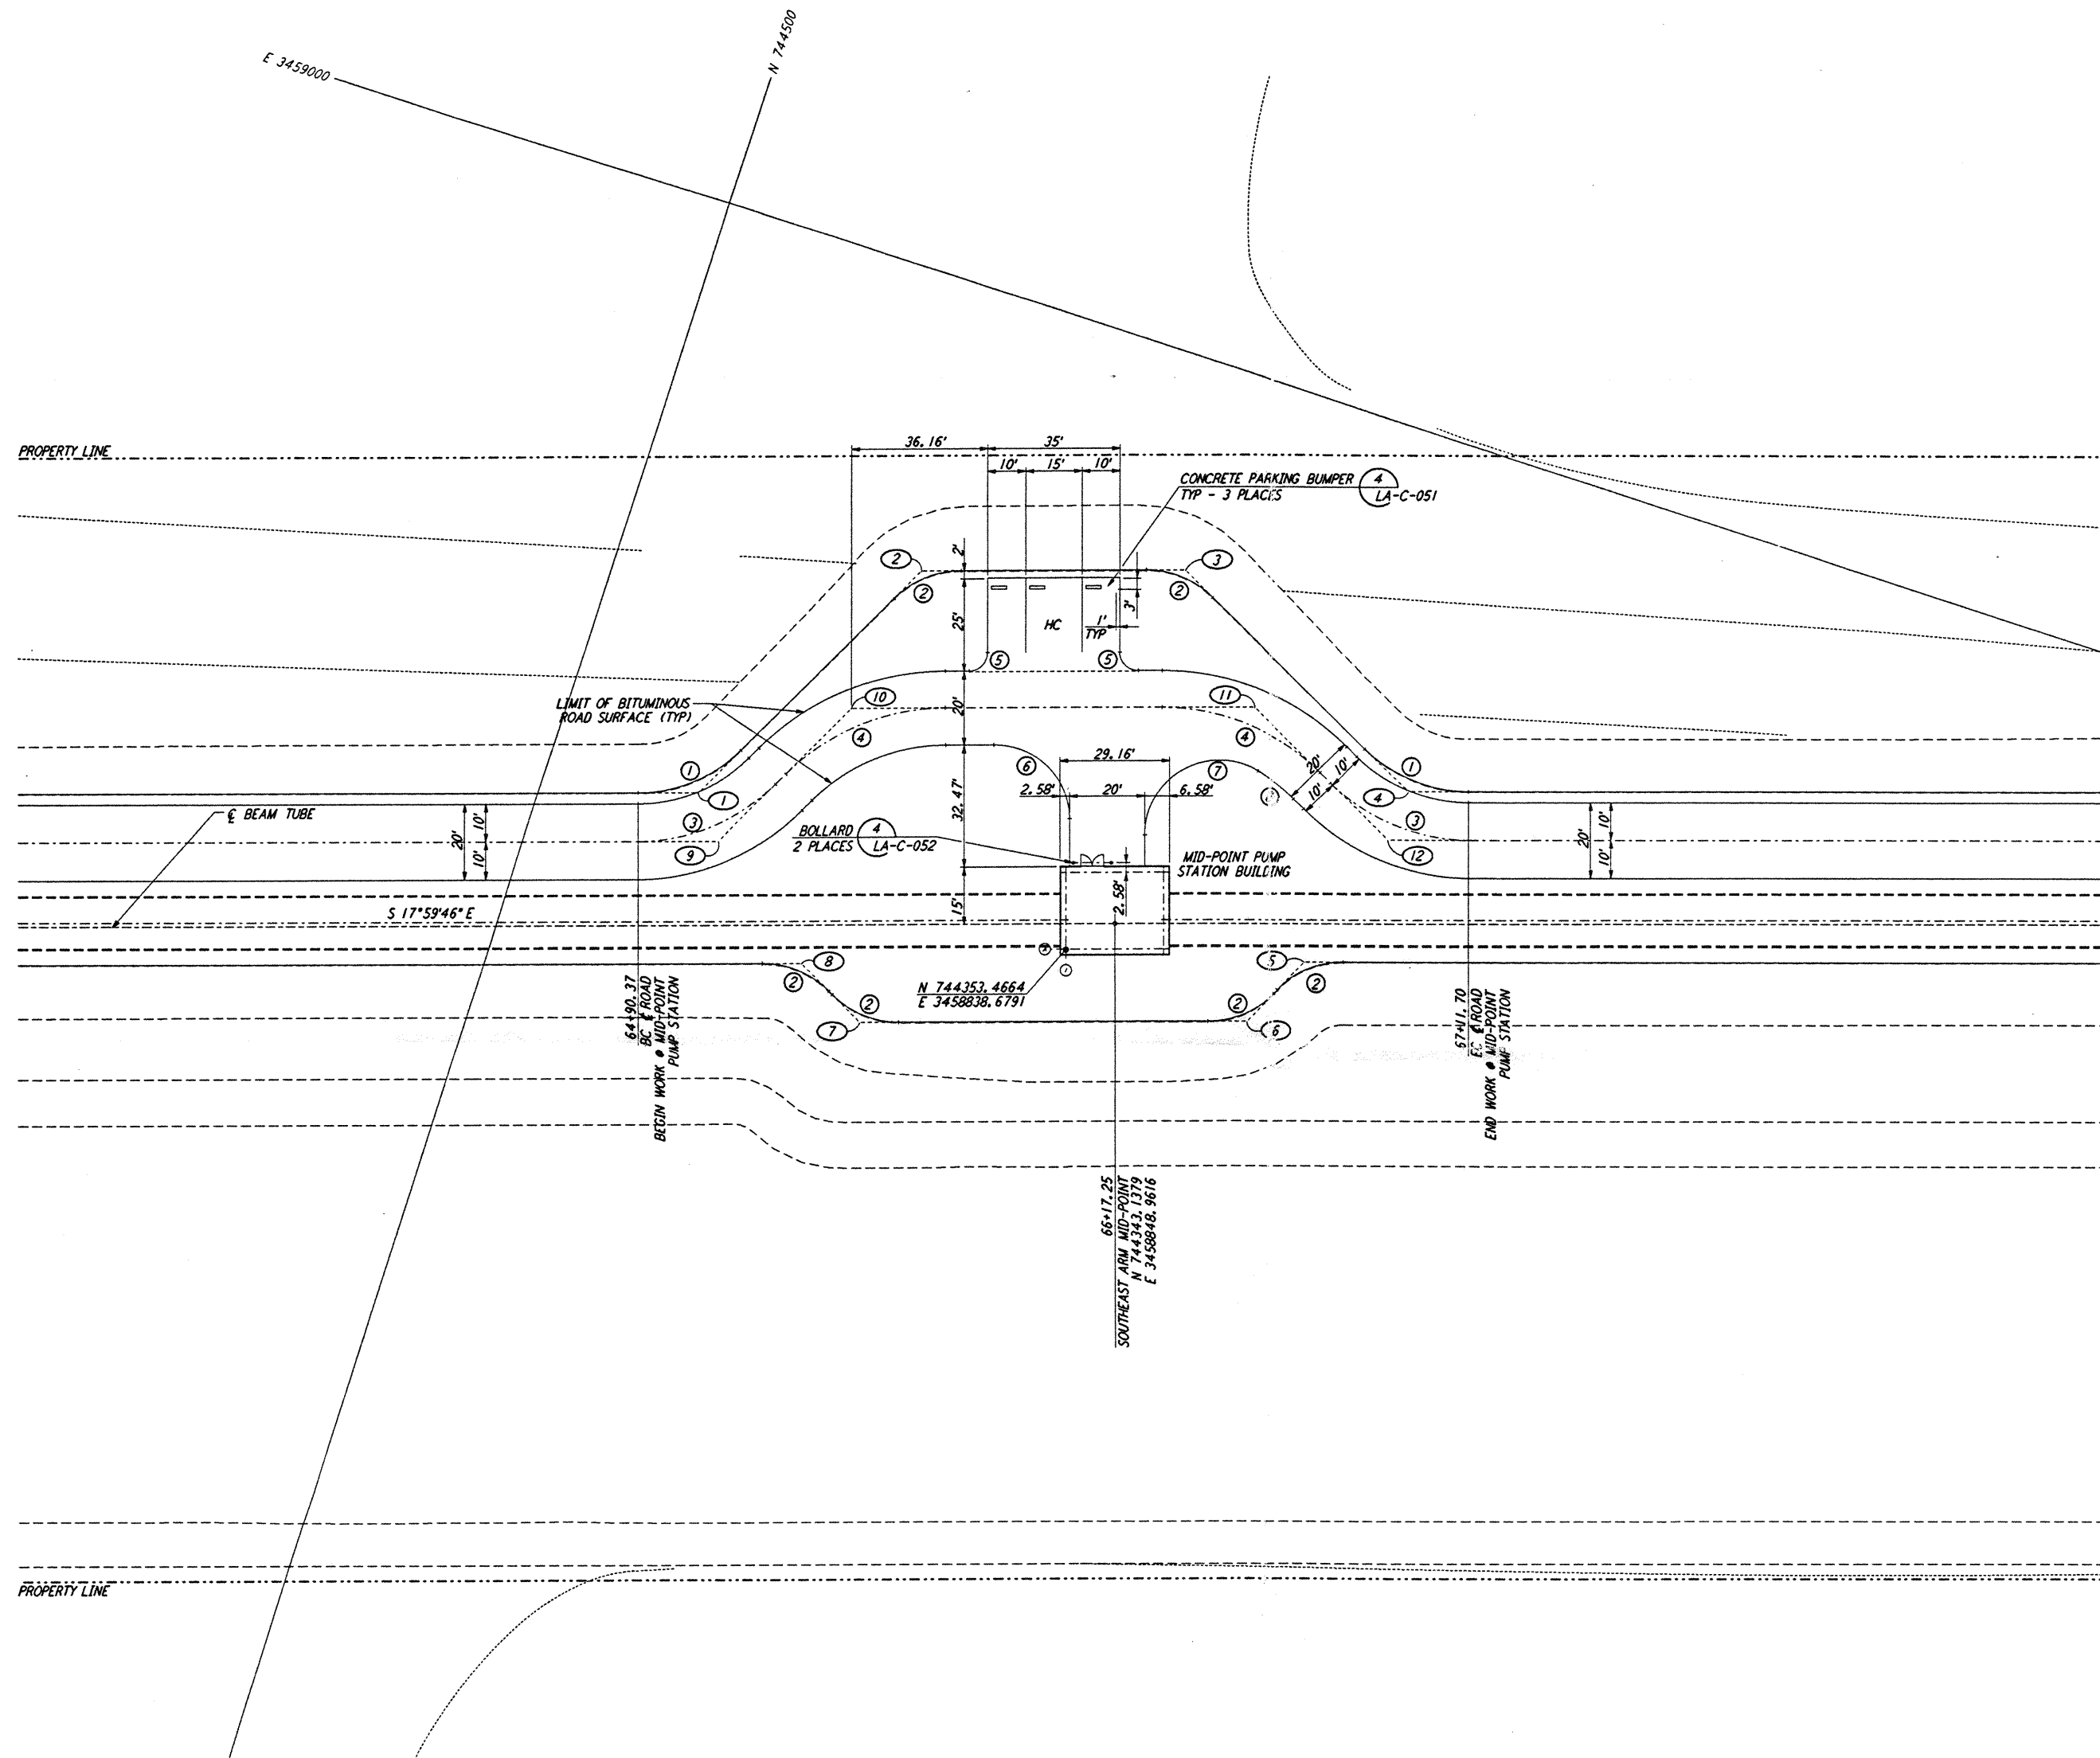 E 3459000
N 744500
PROPERTY LINE
36.16'
35'
10'
15'
10'
CONCRETE PARKING BUMPER
TYP - 3 PLACES
4
LA-C-051
2'
2
3
2
2
3'
25'
HC
1'
TYP
5
5
LIMIT OF BITUMINOUS
ROAD SURFACE (TYP)
10
11
20'
4
4
29.16'
20'
10'
10'
6
7
1
1
1
4
2.58'
20'
6.58'
32.47'
℄ BEAM TUBE
20'
10'
10'
3
9
BOLLARD
2 PLACES
4
LA-C-052
3
12
20'
10'
10'
MID-POINT PUMP
STATION BUILDING
S 17°59'46" E
15'
2.58'
8
2
2
7
N 744353.4664
E 3458838.6791
1
5
2
2
6
64+90.37
BC ℄ ROAD
BEGIN WORK @ MID-POINT
PUMP STATION
67+11.70
EC ℄ ROAD
END WORK @ MID-POINT
PUMP STATION
66+17.25
SOUTHEAST ARM MID-POINT
N 744343.1379
E 3458848.9616
PROPERTY LINE